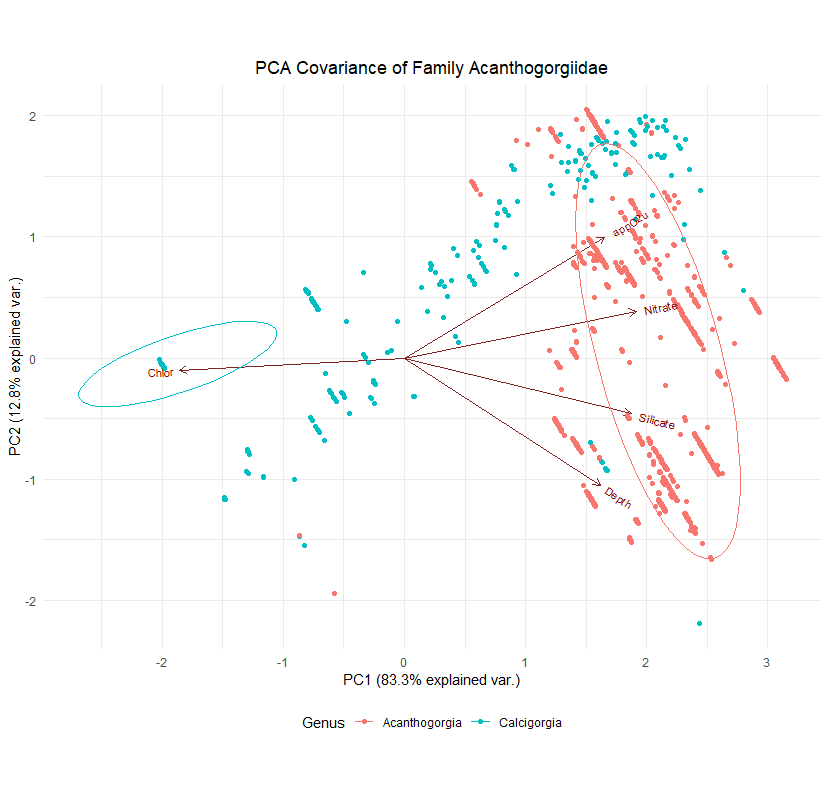 PCA Covariance of Family Acanthogorgiidae
PC2 (12.8% explained var.)
2
1
0
-1
-2
appO2u
Nitrate
Chlor
Silicate
Depth
-2
-1
0
1
2
3
PC1 (83.3% explained var.)
Genus Acanthogorgia Calcigorgia